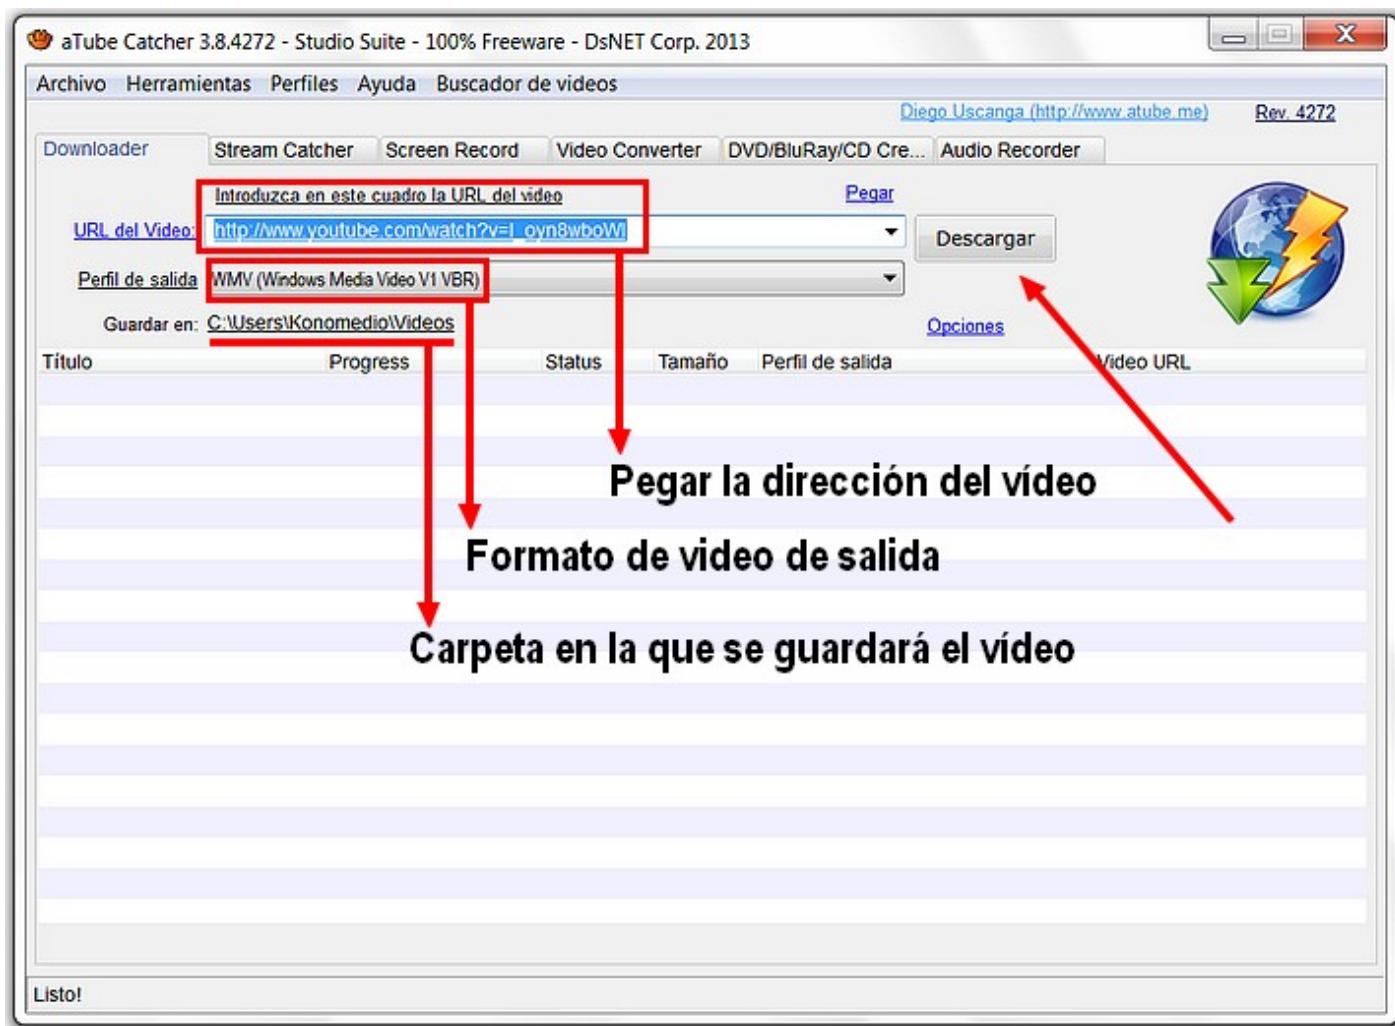 aTube Catcher 3.8.4272 - Studio Suite - 100% Freeware - DsNET Corp. 2013
Archivo Herramientas Perfiles Ayuda Buscador de videos
Diego Uscanga (http://www.atube.me) Rev. 4272
Downloader Stream Catcher Screen Record Video Converter DVD/BluRay/CD Cre... Audio Recorder
Introduzca en este cuadro la URL del video Pegar
URL del Video: http://www.youtube.com/watch?v=I_oyn8wboWI Descargar
Perfil de salida WMV (Windows Media Video V1 VBR)
Guardar en: C:\Users\Konomedio\Videos Opciones
Título Progress Status Tamaño Perfil de salida Video URL
Pegar la dirección del vídeo
Formato de video de salida
Carpeta en la que se guardará el vídeo
Listo!